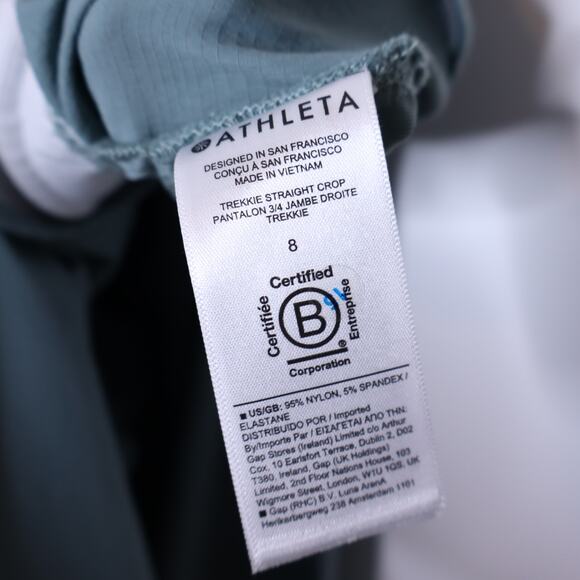 ATHLETA
DESIGNED IN SAN FRANCISCO
CONÇU À SAN FRANCISCO
MADE IN VIETNAM
TREKKIE STRAIGHT CROP
PANTALON 3/4 JAMBE DROITE
TREKKIE
8
Certified
Certifiée
B
Entreprise
®
Corporation
■ US/GB: 95% NYLON, 5% SPANDEX /
ELASTANE
DISTRIBUIDO POR / Imported
By/Importe Par / ΕΙΣΑΓΕΤΑΙ ΑΠΟ ΤΗΝ:
Gap Stores (Ireland) Limited c/o Arthur
Cox, 10 Earlsfort Terrace, Dublin 2, D02
T380, Ireland, Gap (UK Holdings)
Limited, 2nd Floor Nations House, 103
Wigmore Street, London, W1U 1QS, UK
■ Gap (RHC) B.V. Luna ArenA
Herikerbergweg 238 Amsterdam 1101